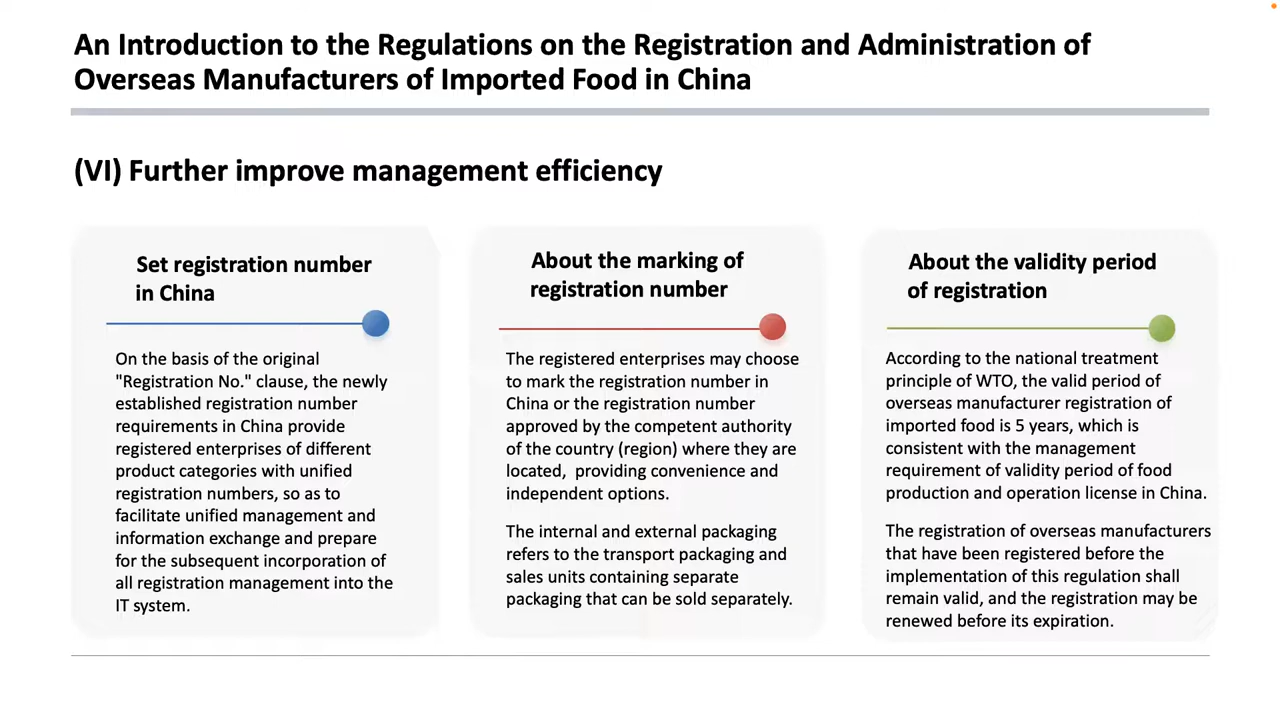 An Introduction to the Regulations on the Registration and Administration of
Overseas Manufacturers of Imported Food in China
(VI) Further improve management efficiency
Set registration number
in China
On the basis of the original
"Registration No." clause, the newly
established registration number
requirements in China provide
registered enterprises of different
product categories with unified
registration numbers, so as to
facilitate unified management and
information exchange and prepare
for the subsequent incorporation of
all registration management into the
IT system.
About the marking of
registration number
The registered enterprises may choose
to mark the registration number in
China or the registration number
approved by the competent authority
of the country (region) where they are
located, providing convenience and
independent options.
The internal and external packaging
refers to the transport packaging and
sales units containing separate
packaging that can be sold separately.
About the validity period
of registration
According to the national treatment
principle of WTO, the valid period of
overseas manufacturer registration of
imported food is 5 years, which is
consistent with the management
requirement of validity period of food
production and operation license in China.
The registration of overseas manufacturers
that have been registered before the
implementation of this regulation shall
remain valid, and the registration may be
renewed before its expiration.